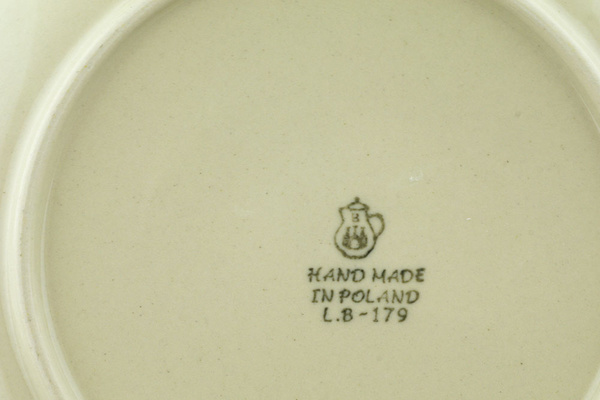 B
HAND MADE
IN POLAND
L.B-179